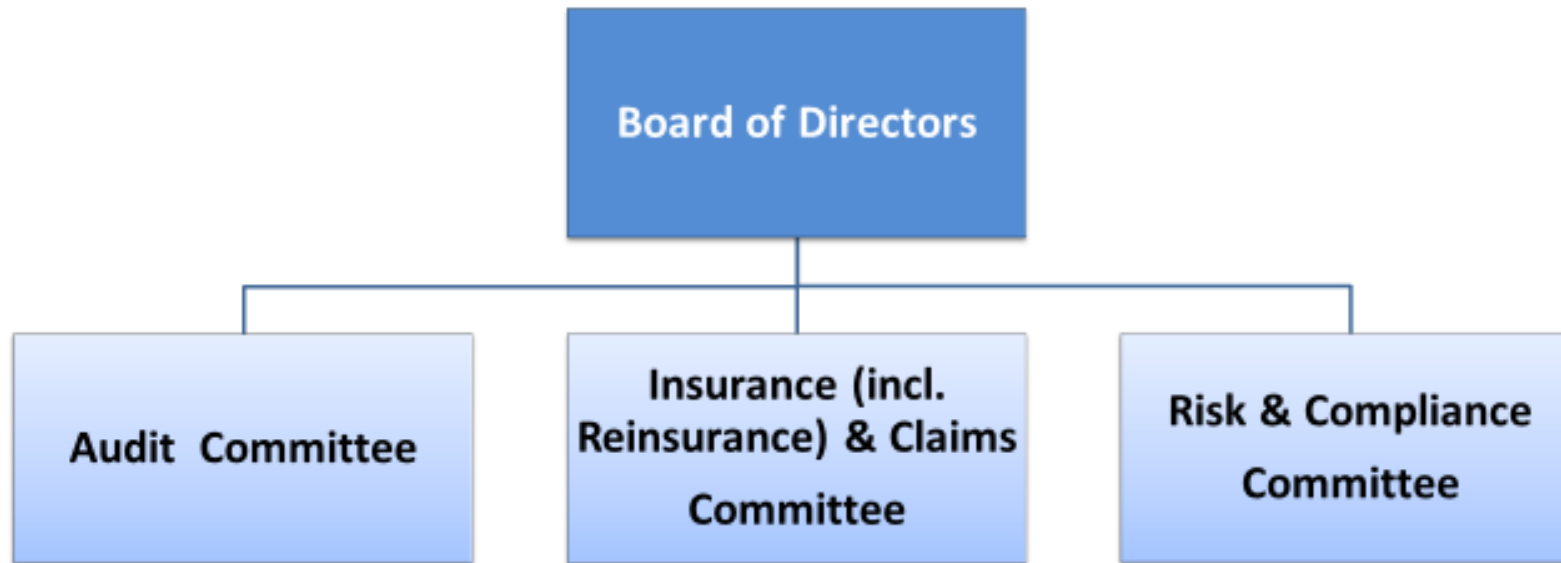 Board of Directors
Audit Committee
Insurance (incl.
Reinsurance) & Claims
Committee
Risk & Compliance
Committee